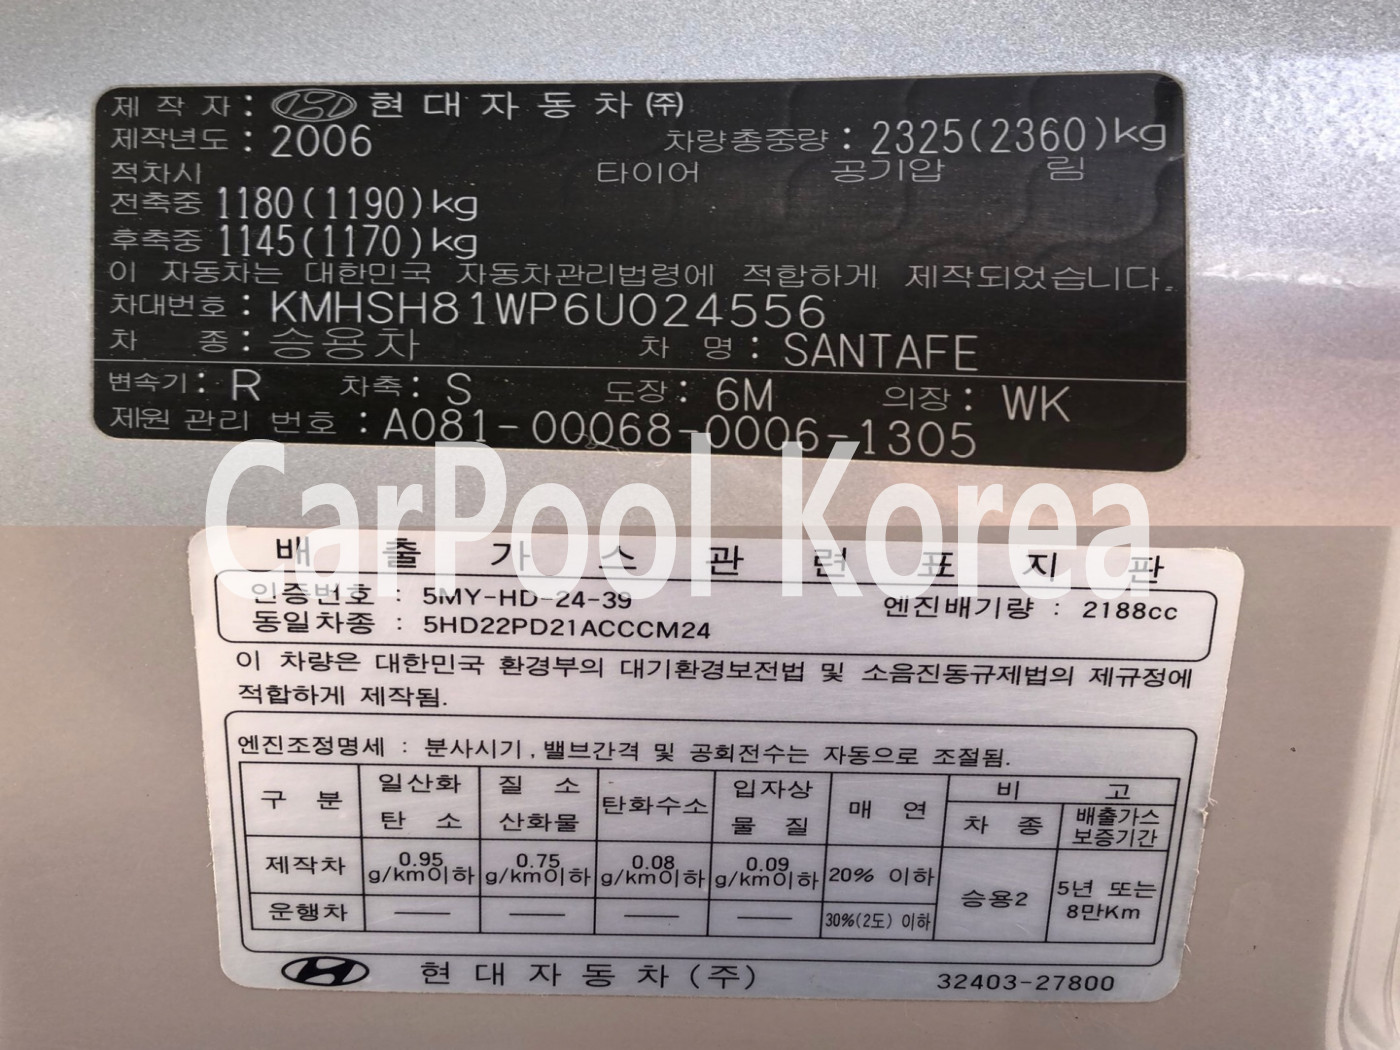 제 작 자 : 현 대 자 동 차 ㈜
제작년도 : 2006 차량총중량 : 2325(2360)kg
적차시 타이어 공기압 림
전축중 1180(1190)kg
후축중 1145(1170)kg
이 자동차는 대한민국 자동차관리법령에 적합하게 제작되었습니다.
차대번호 : KMHSH81WP6U024556
차 종 : 승용차 차 명 : SANTAFE
변속기 : R 차축 : S 도장 : 6M 의장 : WK
제원 관리 번호 : A081-00068-0006-1305
CarPool Korea
배 출 가 스 관 련 표 지 판
인증번호 : 5MY-HD-24-39 엔진배기량 : 2188cc
동일차종 : 5HD22PD21ACCCM24
이 차량은 대한민국 환경부의 대기환경보전법 및 소음진동규제법의 제규정에
적합하게 제작됨.
엔진조정명세 : 분사시기, 밸브간격 및 공회전수는 자동으로 조절됨.
구 분 일산화 탄 소 질 소 산화물 탄화수소 입자상 물 질 매 연 비 고
차 종 배출가스 보증기간
제작차 0.95 g/km이하 0.75 g/km이하 0.08 g/km이하 0.09 g/km이하 20% 이하 승용2 5년 또는 8만Km
운행차 — — — — 30%(2도) 이하
현 대 자 동 차 (주) 32403-27800